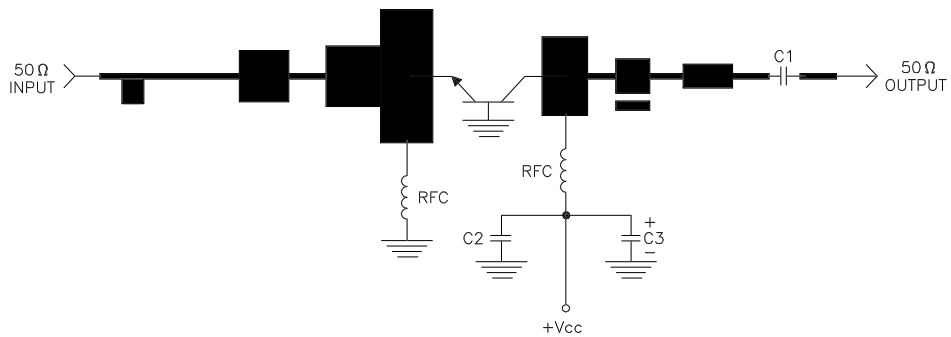 50Ω
INPUT
C1
50Ω
OUTPUT
RFC
RFC
C2
+
C3
−
+Vcc